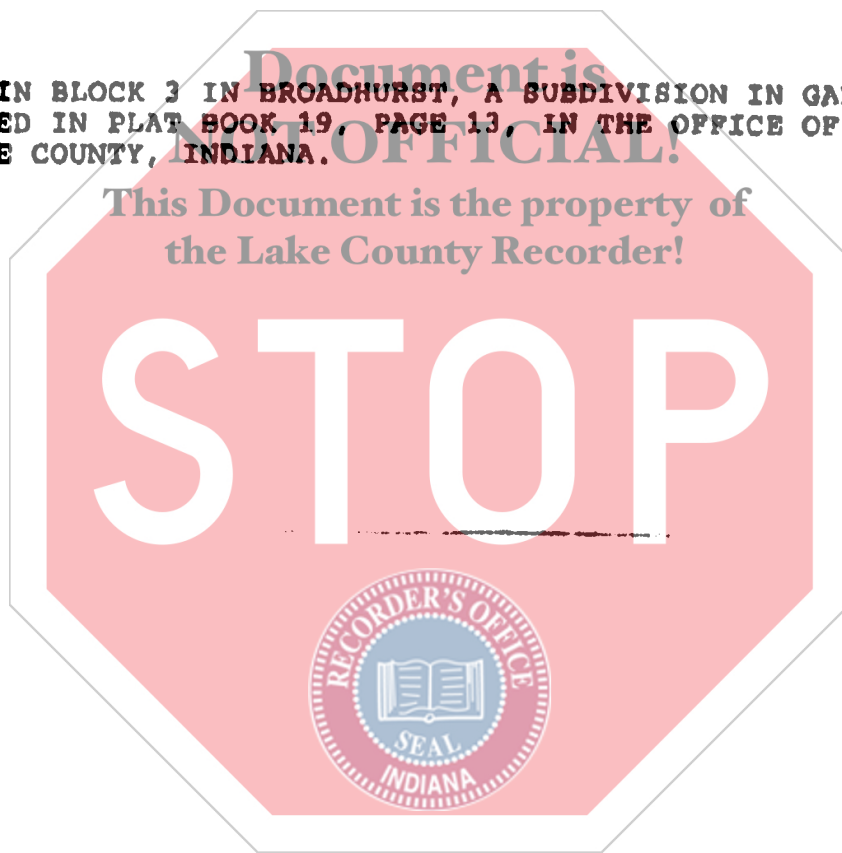 Document is
IN BLOCK 3 IN BROADHURST, A SUBDIVISION IN
IN PLAT BOOK 19, PAGE 13, IN THE OFFICE OF
NOT OFFICIAL!
COUNTY, INDIANA.
This Document is the property of
the Lake County Recorder!
STOP
RECORDER'S OFFICE
SEAL
INDIANA